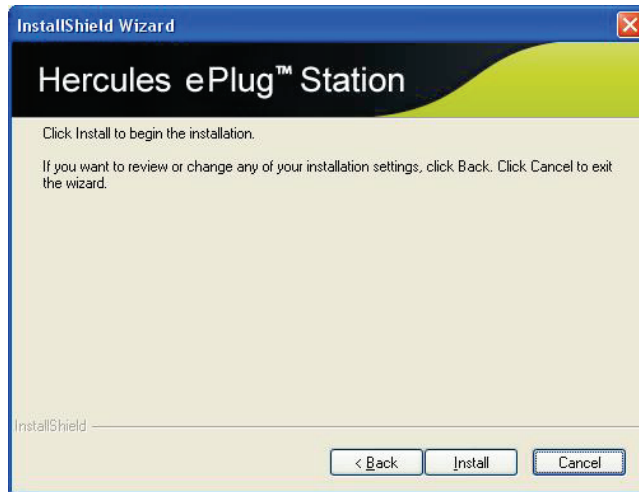 InstallShield Wizard
Hercules ePlug™ Station
Click Install to begin the installation.
If you want to review or change any of your installation settings, click Back. Click Cancel to exit
the wizard.
InstallShield
< Back Install Cancel